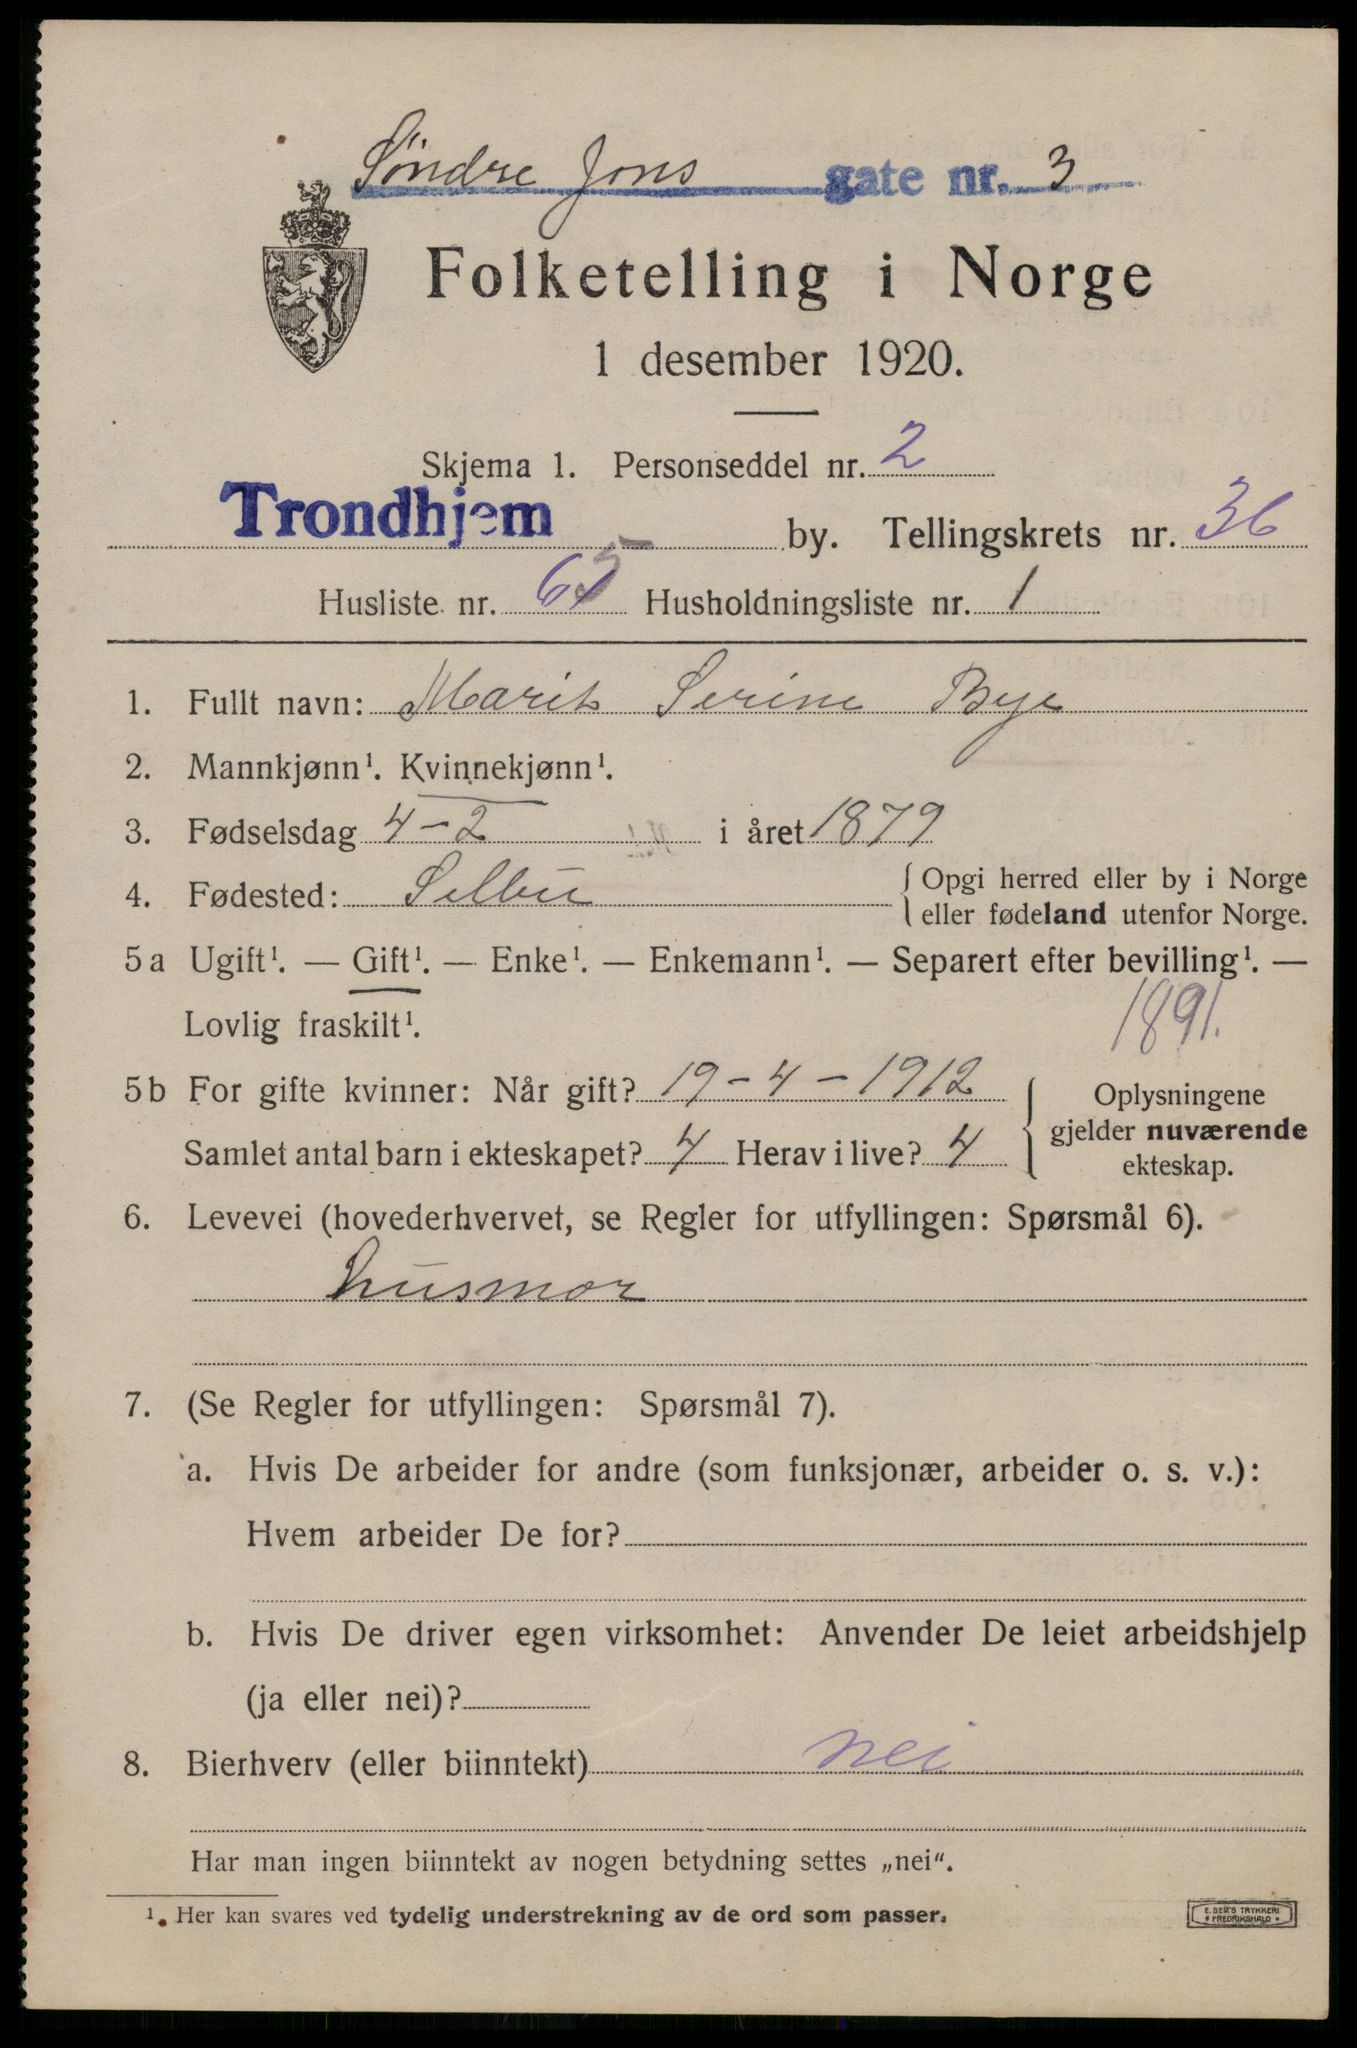 Søndre Jons gate nr. 3
Folketelling i Norge
1 desember 1920.
Skjema 1. Personseddel nr. 2
Trondhjem by. Tellingskrets nr. 36
Husliste nr. 65 Husholdningsliste nr. 1
1. Fullt navn: Marit Serine Bye
2. Mannkjønn¹. Kvinnekjønn¹.
3. Fødselsdag 4-2 i året 1879
4. Fødested: Selbu { Opgi herred eller by i Norge
eller fødeland utenfor Norge.
5a Ugift¹. — Gift¹. — Enke¹. — Enkemann¹. — Separert efter bevilling¹. —
Lovlig fraskilt¹. 1891.
5b For gifte kvinner: Når gift? 19-4-1912 { Oplysningene
gjelder nuværende
ekteskap.
Samlet antal barn i ekteskapet? 4 Herav i live? 4
6. Levevei (hovederhvervet, se Regler for utfyllingen: Spørsmål 6).
husmor
7. (Se Regler for utfyllingen: Spørsmål 7).
a. Hvis De arbeider for andre (som funksjonær, arbeider o. s. v.):
Hvem arbeider De for?
b. Hvis De driver egen virksomhet: Anvender De leiet arbeidshjelp
(ja eller nei)?
8. Bierhverv (eller biinntekt) nei
Har man ingen biinntekt av nogen betydning settes „nei“.
¹. Her kan svares ved tydelig understrekning av de ord som passer.
E. SEM'S TRYKKERI
FREDRIKSHALD